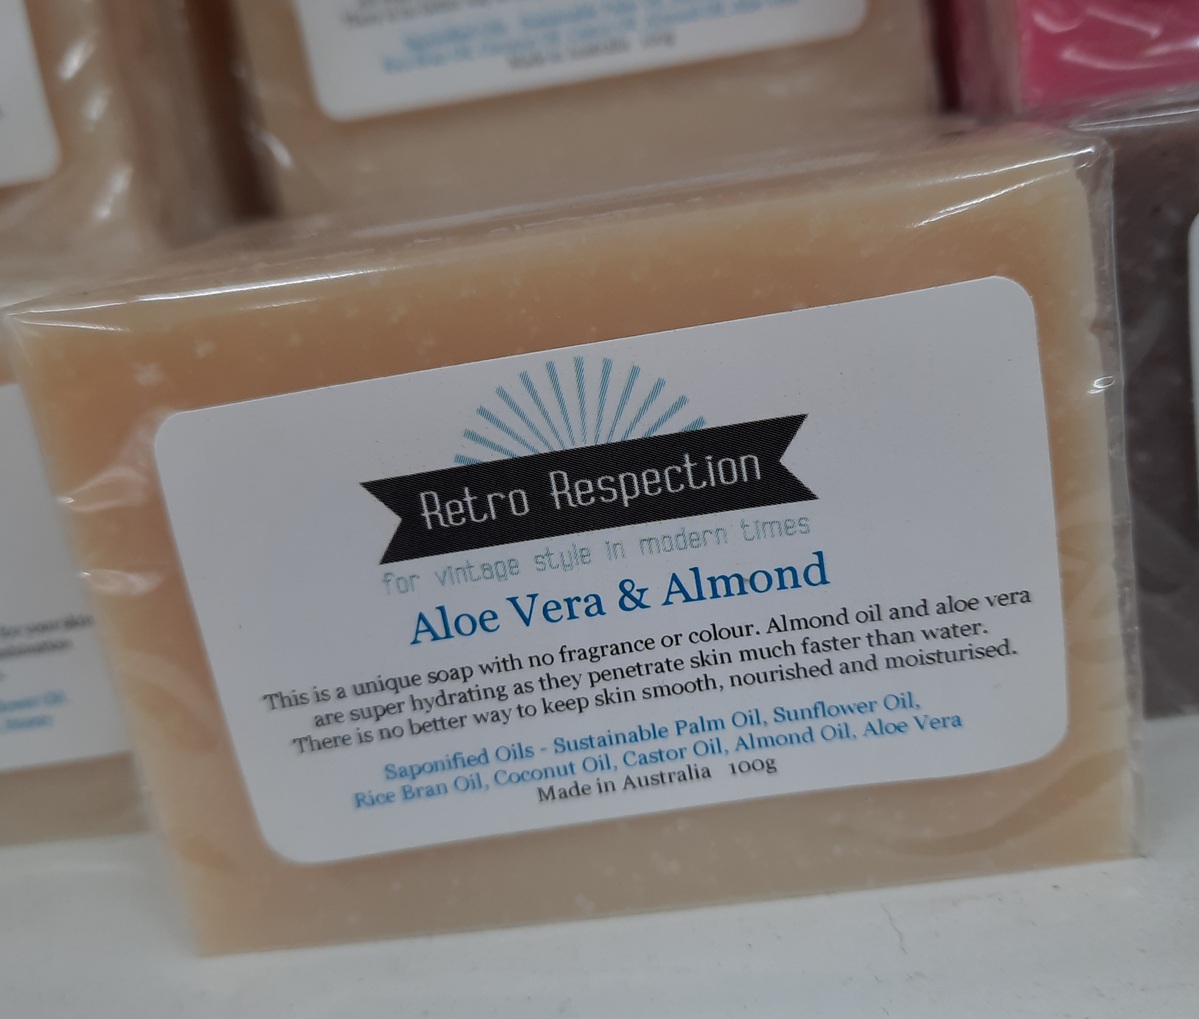 Retro Respection
for vintage style in modern times
Aloe Vera & Almond
This is a unique soap with no fragrance or colour. Almond oil and aloe vera
are super hydrating as they penetrate skin much faster than water.
There is no better way to keep skin smooth, nourished and moisturised.
Saponified Oils - Sustainable Palm Oil, Sunflower Oil,
Rice Bran Oil, Coconut Oil, Castor Oil, Almond Oil, Aloe Vera
Made in Australia 100g